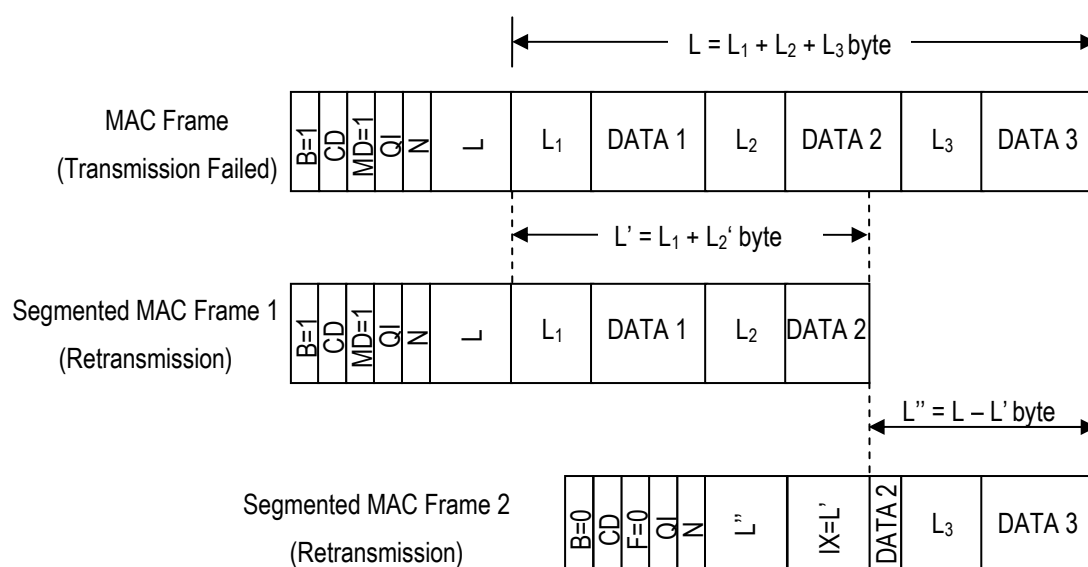 L = L₁ + L₂ + L₃ byte
MAC Frame
(Transmission Failed)
B=1 CD MD=1 QI N L L₁ DATA 1 L₂ DATA 2 L₃ DATA 3
L’ = L₁ + L₂‘ byte
Segmented MAC Frame 1
(Retransmission)
B=1 CD MD=1 QI N L L₁ DATA 1 L₂ DATA 2
L’’ = L – L’ byte
Segmented MAC Frame 2
(Retransmission)
B=0 CD F=0 QI N L’’ IX=L’ DATA 2 L₃ DATA 3